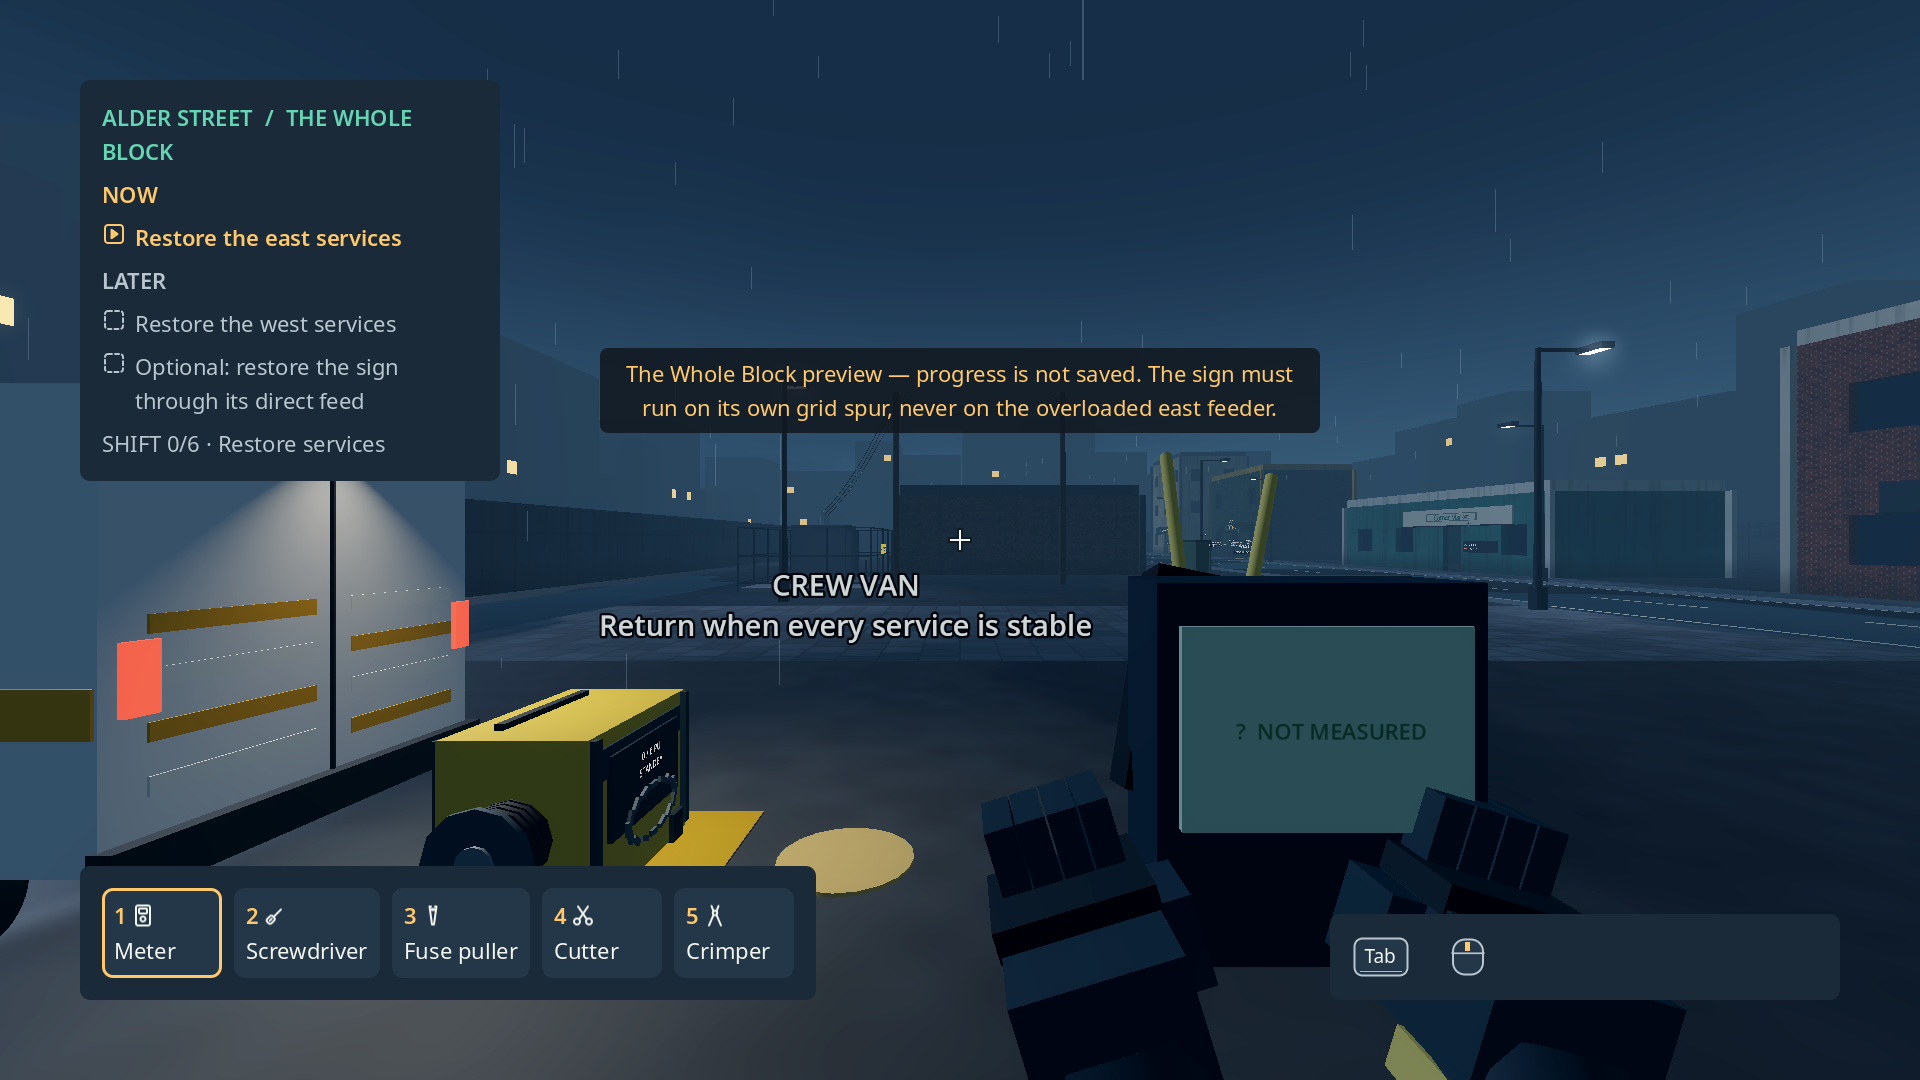 ALDER STREET / THE WHOLE
BLOCK
NOW
Restore the east services
LATER
Restore the west services
Optional: restore the sign
through its direct feed
SHIFT 0/6 · Restore services
The Whole Block preview — progress is not saved. The sign must
run on its own grid spur, never on the overloaded east feeder.
CREW VAN
Return when every service is stable
? NOT MEASURED
1
Meter
2
Screwdriver
3
Fuse puller
4
Cutter
5
Crimper
Tab